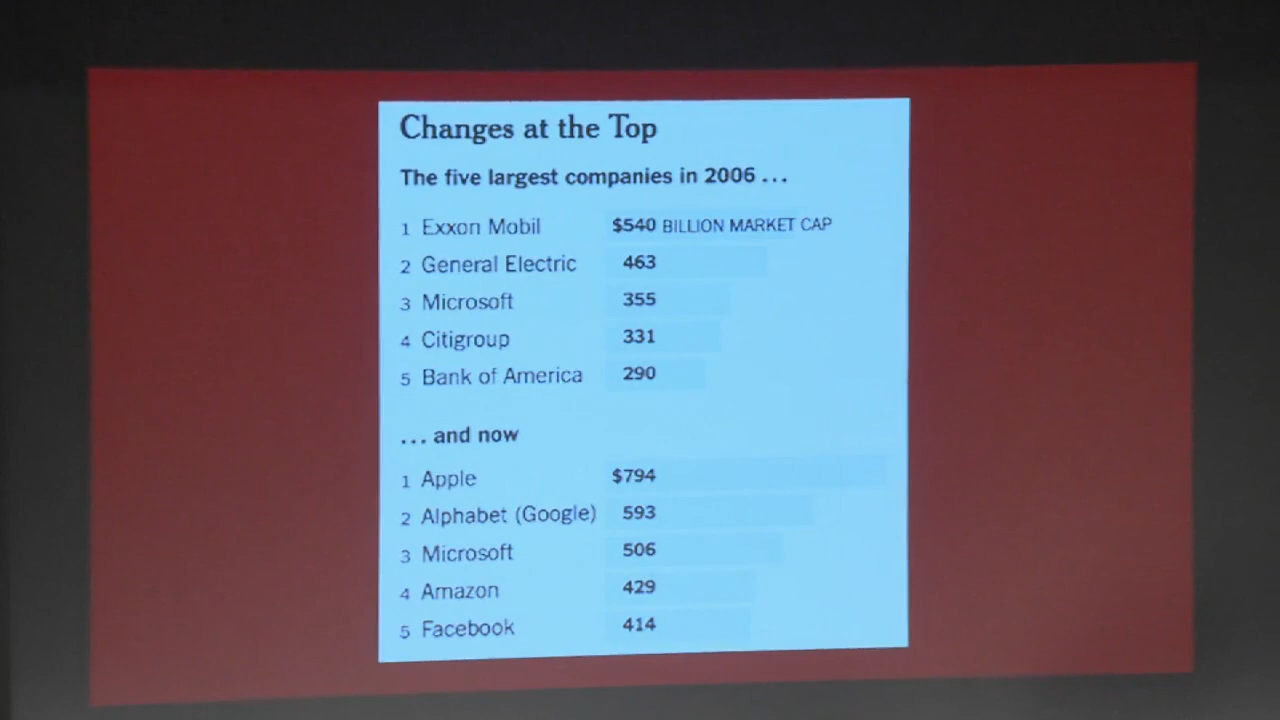 Changes at the Top
The five largest companies in 2006 ...
1 Exxon Mobil $540 BILLION MARKET CAP
2 General Electric 463
3 Microsoft 355
4 Citigroup 331
5 Bank of America 290
... and now
1 Apple $794
2 Alphabet (Google) 593
3 Microsoft 506
4 Amazon 429
5 Facebook 414